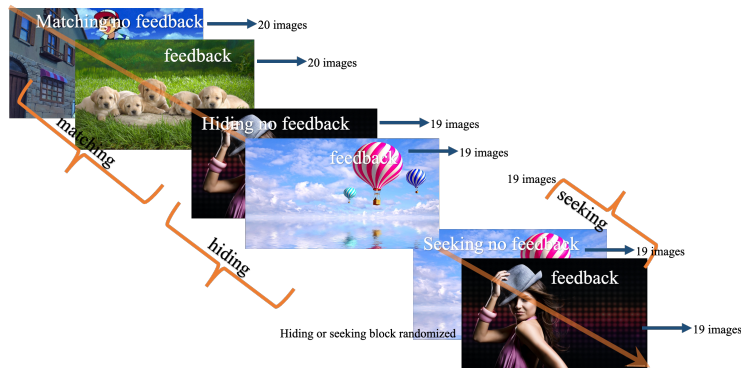 Matching no feedback
20 images
feedback
20 images
matching
Hiding no feedback
19 images
feedback
19 images
hiding
19 images
seeking
Seeking no feedback
19 images
feedback
19 images
Hiding or seeking block randomized